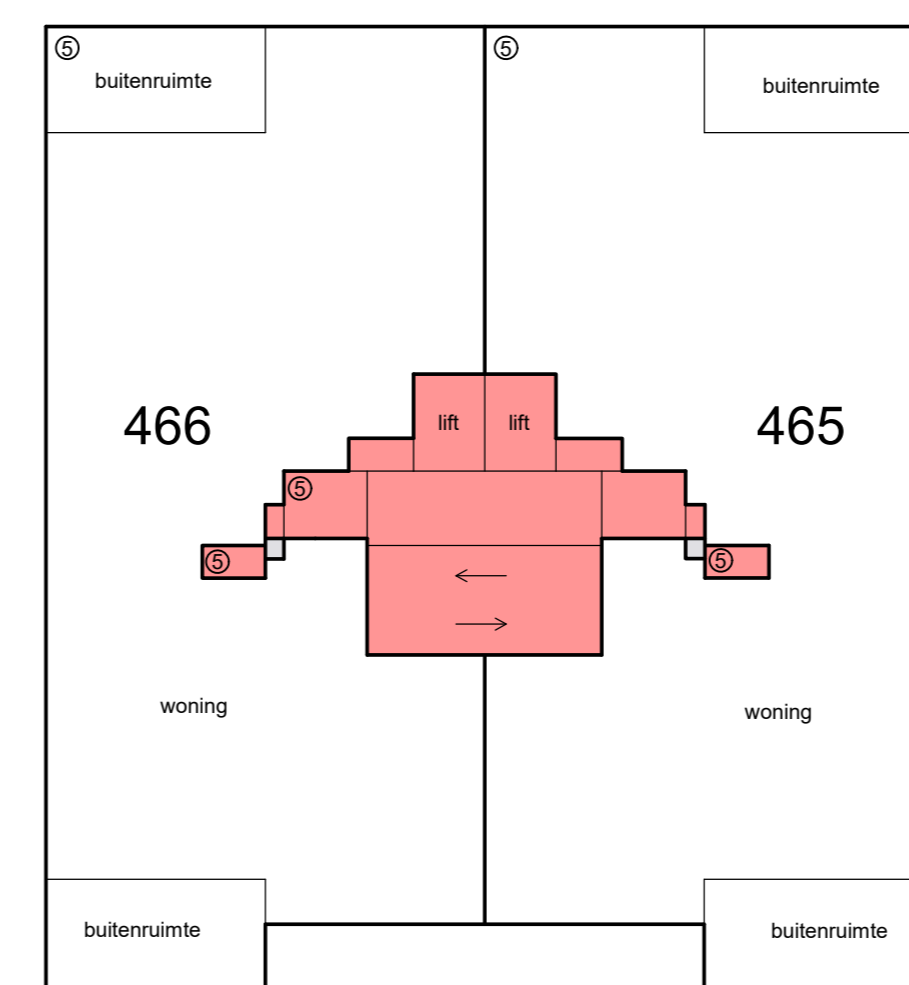 ⑤ ⑤
buitenruimte buitenruimte
466 lift lift 465
⑤
⑤ ⑤
woning woning
buitenruimte buitenruimte